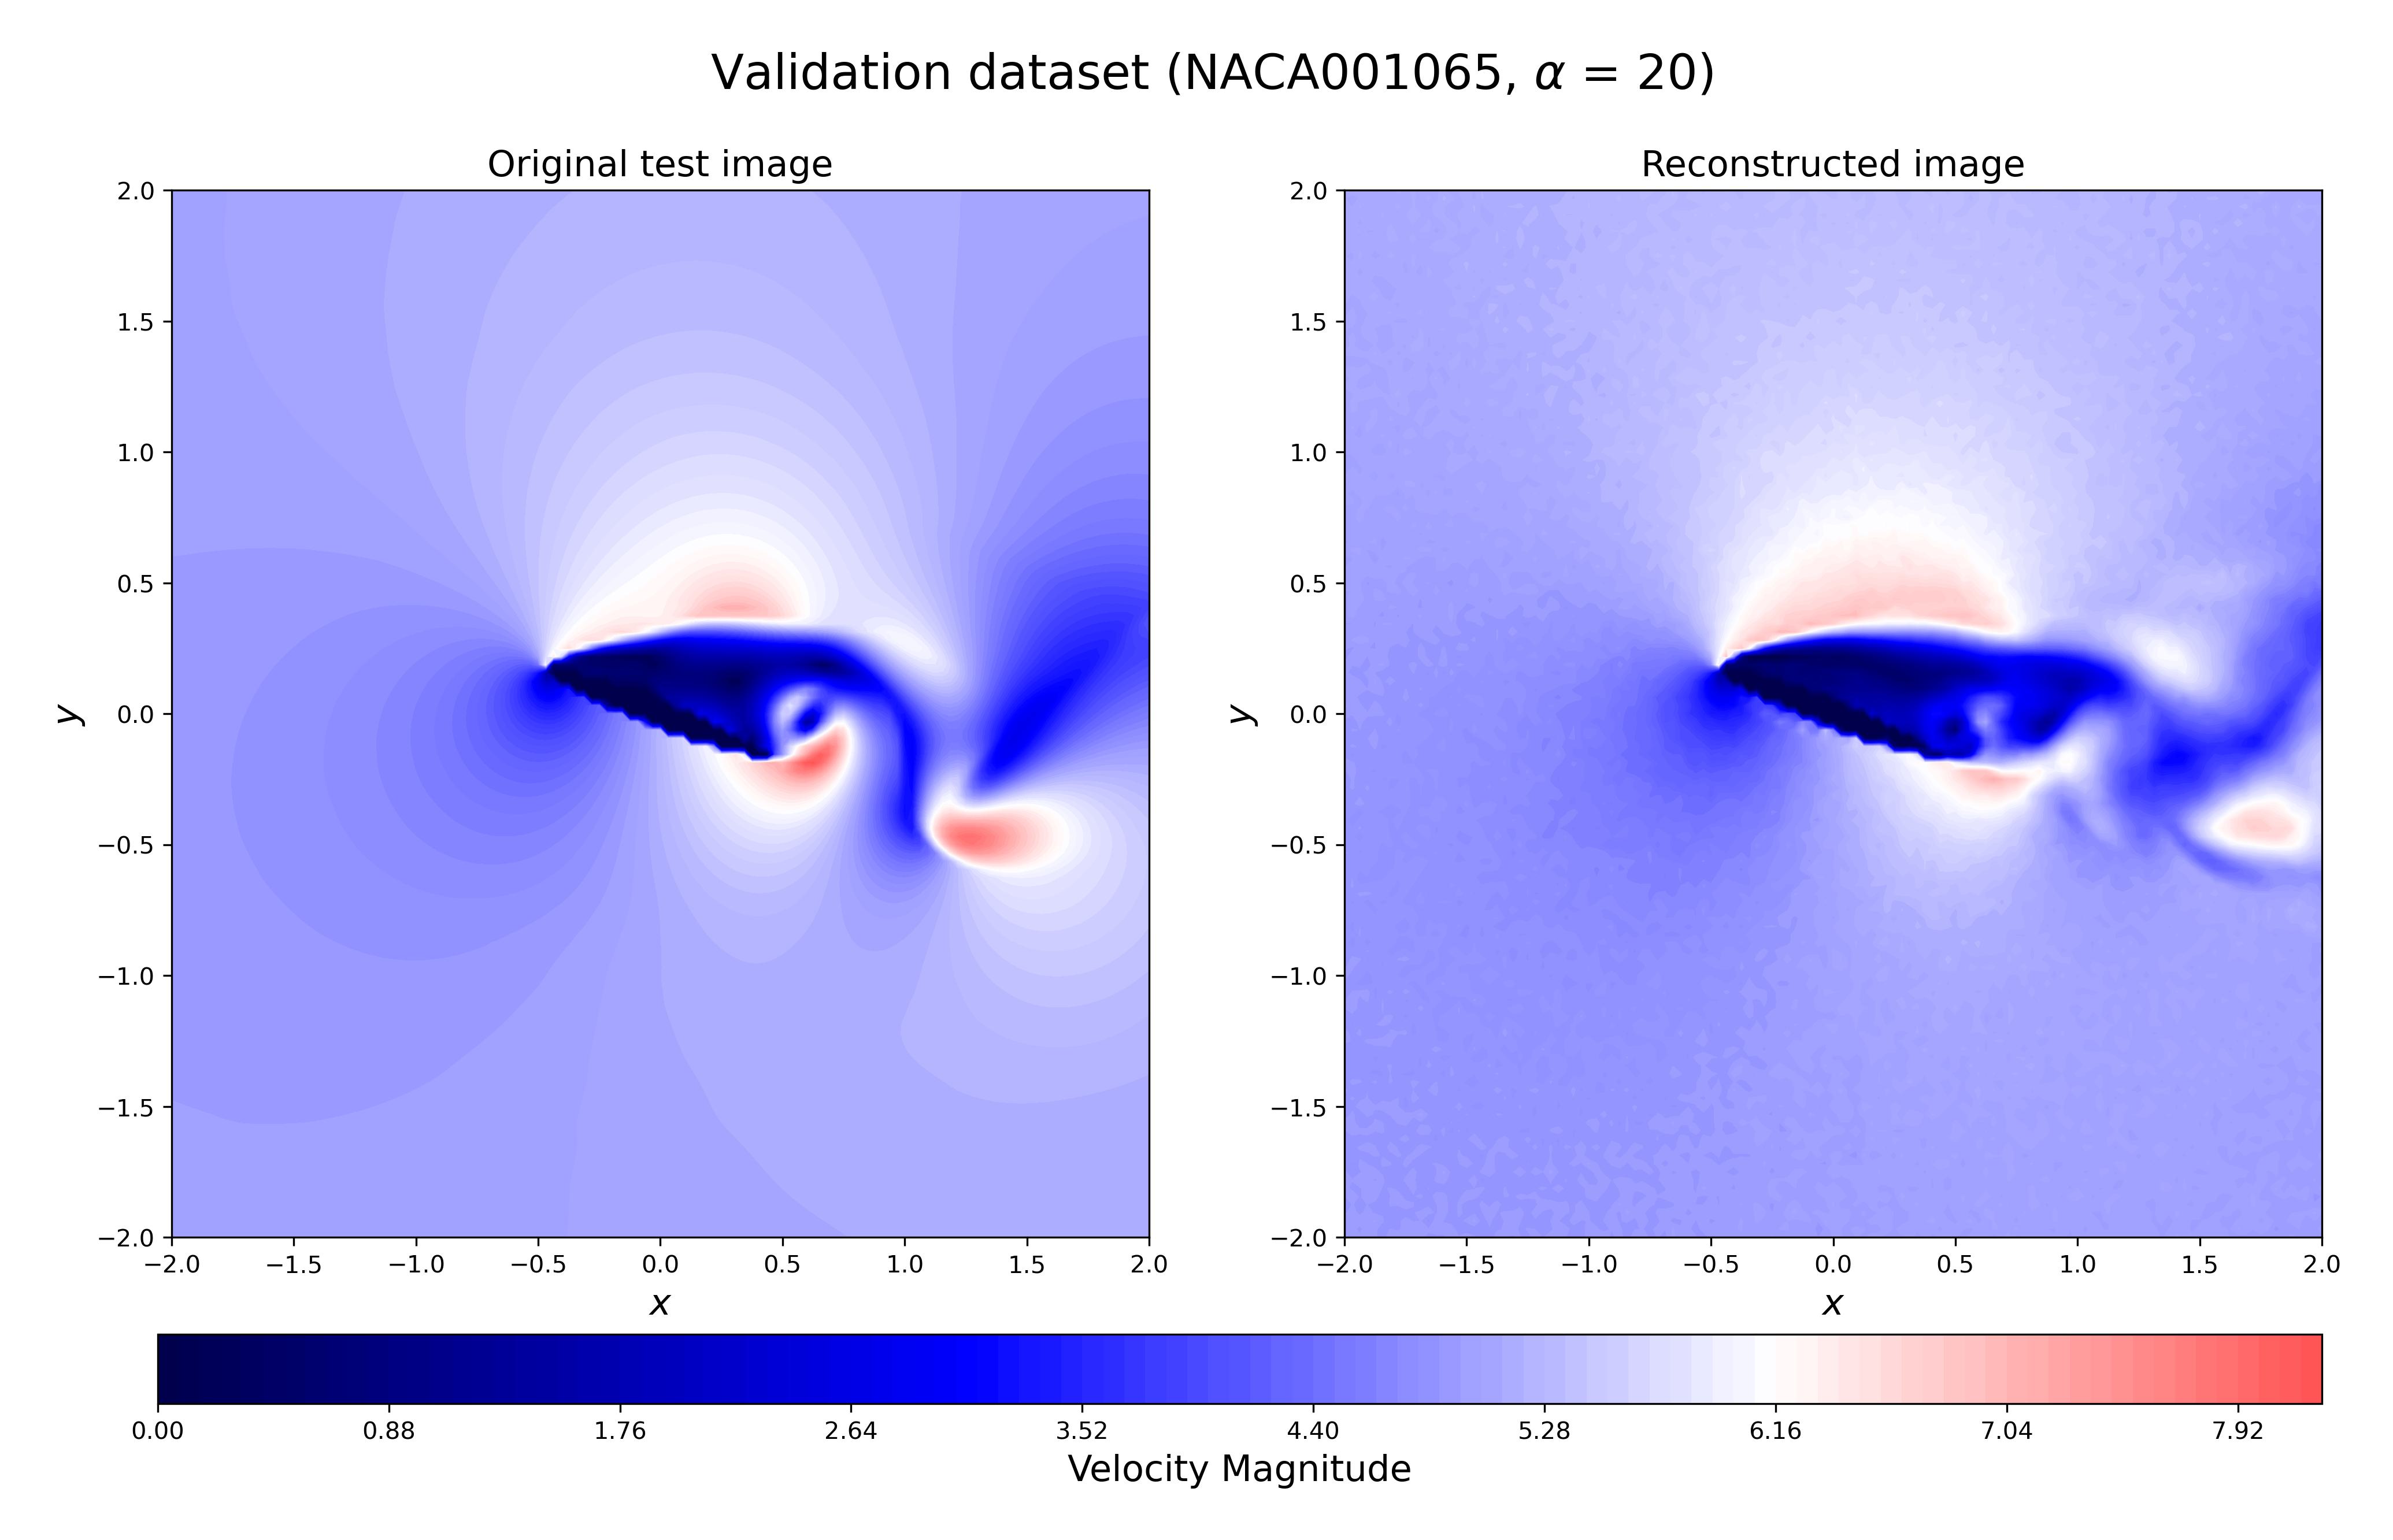 Validation dataset (NACA001065, α = 20)
Original test image
Reconstructed image
2.0
1.5
1.0
0.5
0.0
−0.5
−1.0
−1.5
−2.0
y
−2.0 −1.5 −1.0 −0.5 0.0 0.5 1.0 1.5 2.0
x
2.0
1.5
1.0
0.5
0.0
−0.5
−1.0
−1.5
−2.0
y
−2.0 −1.5 −1.0 −0.5 0.0 0.5 1.0 1.5 2.0
x
0.00 0.88 1.76 2.64 3.52 4.40 5.28 6.16 7.04 7.92
Velocity Magnitude